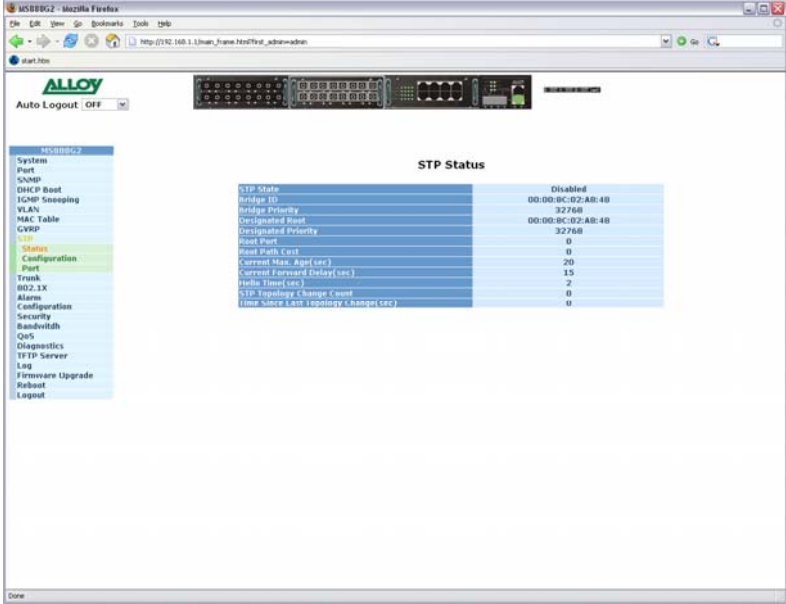 MS888G2 - Mozilla Firefox
File Edit View Go Bookmarks Tools Help
http://192.168.1.1/main_frame.html?first_admin=admin
Go
start.htm
ALLOY
Auto Logout OFF
MS888G2
System
Port
SNMP
DHCP Boot
IGMP Snooping
VLAN
MAC Table
GVRP
STP
Status
Configuration
Port
Trunk
802.1X
Alarm
Configuration
Security
Bandwitdh
QoS
Diagnostics
TFTP Server
Log
Firmware Upgrade
Reboot
Logout
STP Status
STP State Disabled
Bridge ID 00:00:8C:02:A8:48
Bridge Priority 32768
Designated Root 00:00:8C:02:A8:48
Designated Priority 32768
Root Port 0
Root Path Cost 0
Current Max. Age(sec) 20
Current Forward Delay(sec) 15
Hello Time(sec) 2
STP Topology Change Count 0
Time Since Last Topology Change(sec) 0
Done